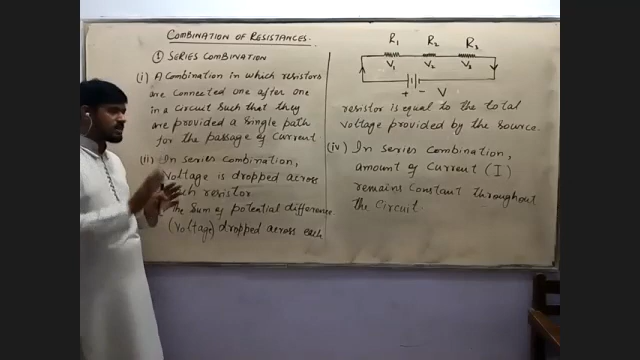 COMBINATION OF RESISTANCES.
① SERIES COMBINATION
(i) A Combination in which resistors
are connected one after one
in a circuit such that they
are provided a single path
for the passage of current.
(ii) In series combination,
Voltage is dropped across
each resistor
the Sum of potential difference
(voltage) dropped across each
R1 R2 R3
V1 V2 V3
+ - V
resistor is equal to the total
Voltage provided by the source.
(iv) In series combination,
amount of Current (I)
remains constant throughout
the circuit